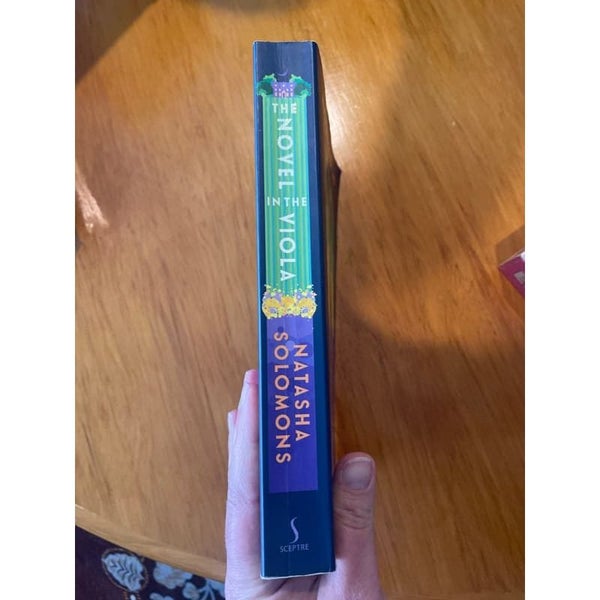 THE
NOVEL
IN THE
VIOLA
NATASHA
SOLOMONS
S
SCEPTRE